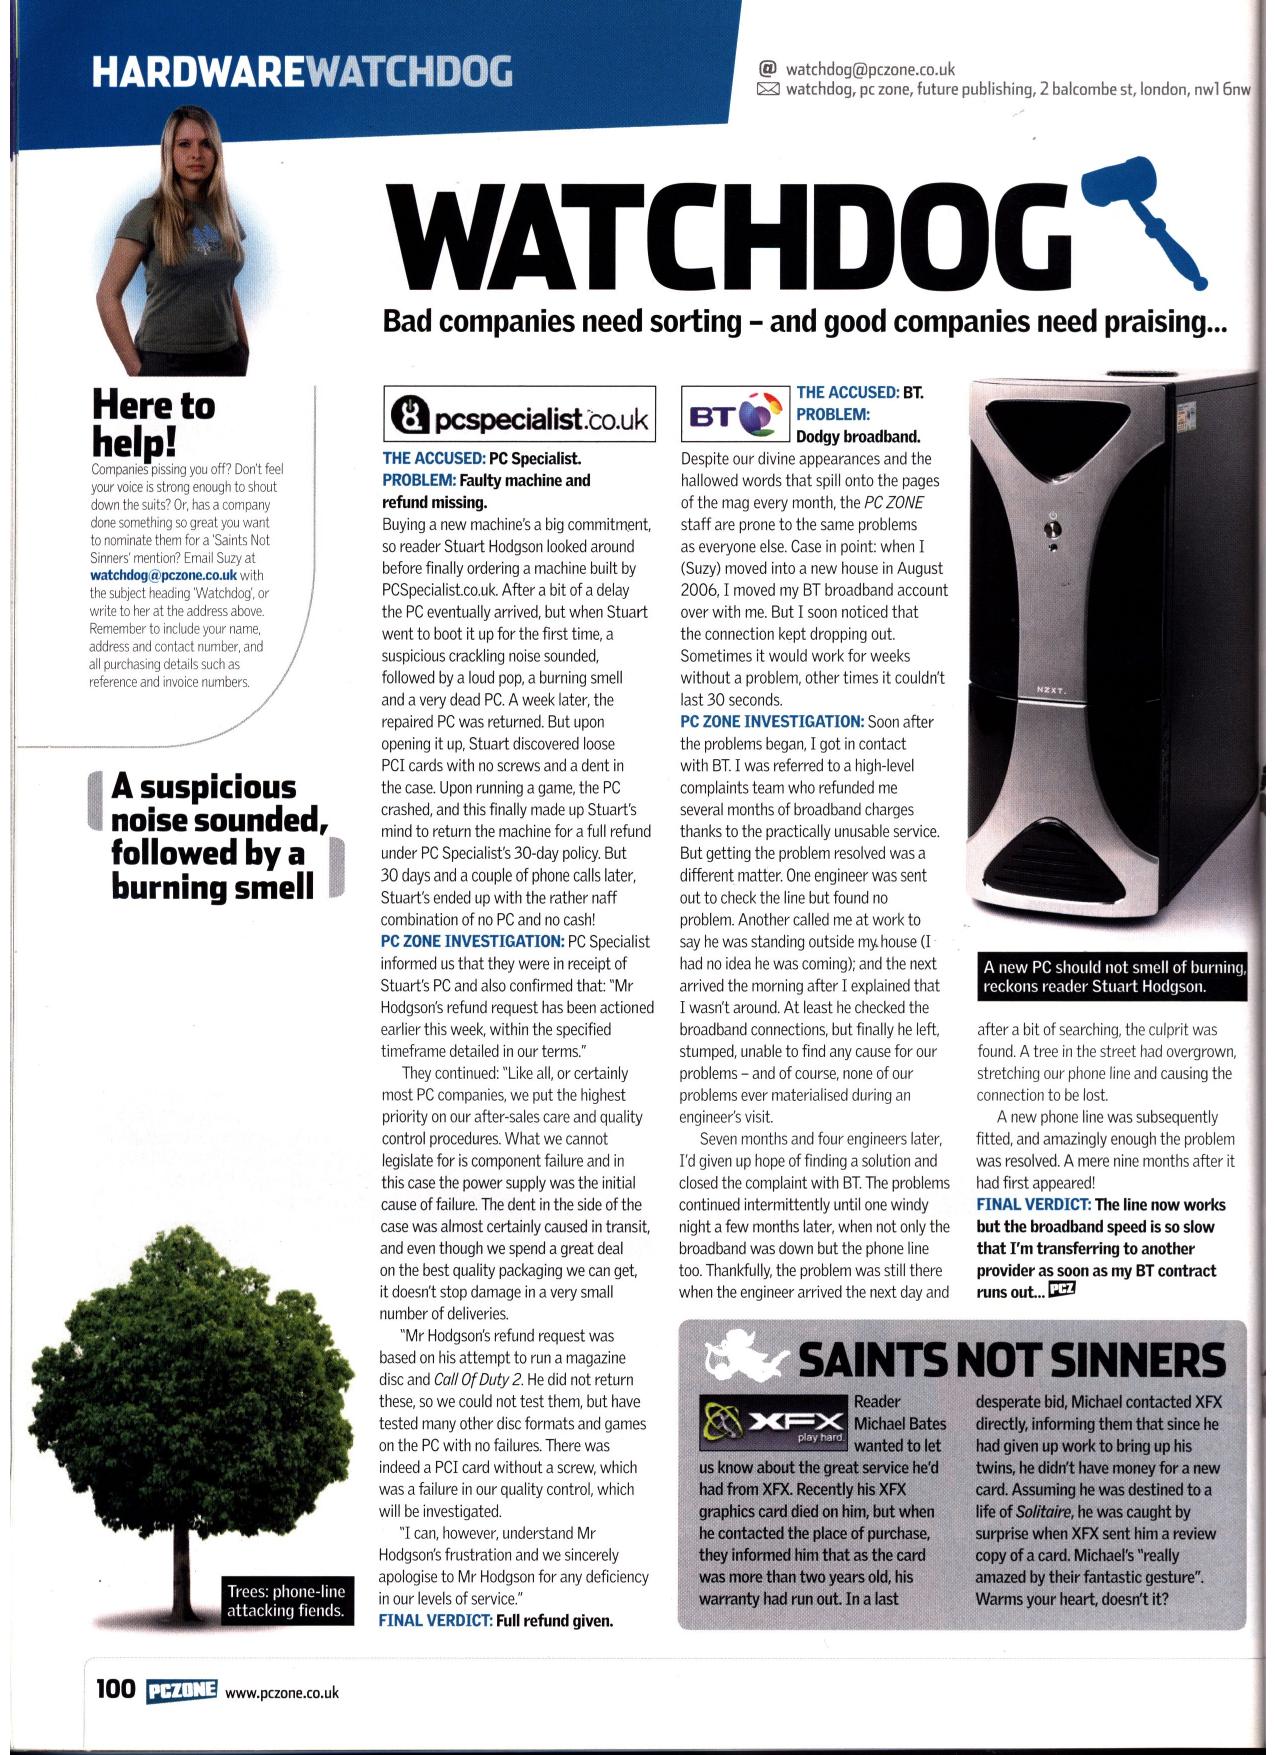 HARDWAREWATCHDOG
@ watchdog@pczone.co.uk
watchdog, pc zone, future publishing, 2 balcombe st, london, nw1 6nw
WATCHDOG
Bad companies need sorting – and good companies need praising...
Here to
help!
Companies pissing you off? Don't feel
your voice is strong enough to shout
down the suits? Or, has a company
done something so great you want
to nominate them for a 'Saints Not
Sinners' mention? Email Suzy at
watchdog@pczone.co.uk with
the subject heading 'Watchdog', or
write to her at the address above.
Remember to include your name,
address and contact number, and
all purchasing details such as
reference and invoice numbers.
A suspicious
noise sounded,
followed by a
burning smell
Trees: phone-line
attacking fiends.
pcspecialist.co.uk
THE ACCUSED: PC Specialist.
PROBLEM: Faulty machine and
refund missing.
Buying a new machine's a big commitment,
so reader Stuart Hodgson looked around
before finally ordering a machine built by
PCSpecialist.co.uk. After a bit of a delay
the PC eventually arrived, but when Stuart
went to boot it up for the first time, a
suspicious crackling noise sounded,
followed by a loud pop, a burning smell
and a very dead PC. A week later, the
repaired PC was returned. But upon
opening it up, Stuart discovered loose
PCI cards with no screws and a dent in
the case. Upon running a game, the PC
crashed, and this finally made up Stuart's
mind to return the machine for a full refund
under PC Specialist's 30-day policy. But
30 days and a couple of phone calls later,
Stuart's ended up with the rather naff
combination of no PC and no cash!
PC ZONE INVESTIGATION: PC Specialist
informed us that they were in receipt of
Stuart's PC and also confirmed that: "Mr
Hodgson's refund request has been actioned
earlier this week, within the specified
timeframe detailed in our terms."
They continued: "Like all, or certainly
most PC companies, we put the highest
priority on our after-sales care and quality
control procedures. What we cannot
legislate for is component failure and in
this case the power supply was the initial
cause of failure. The dent in the side of the
case was almost certainly caused in transit,
and even though we spend a great deal
on the best quality packaging we can get,
it doesn't stop damage in a very small
number of deliveries.
"Mr Hodgson's refund request was
based on his attempt to run a magazine
disc and Call Of Duty 2. He did not return
these, so we could not test them, but have
tested many other disc formats and games
on the PC with no failures. There was
indeed a PCI card without a screw, which
was a failure in our quality control, which
will be investigated.
"I can, however, understand Mr
Hodgson's frustration and we sincerely
apologise to Mr Hodgson for any deficiency
in our levels of service."
FINAL VERDICT: Full refund given.
BT
THE ACCUSED: BT.
PROBLEM:
Dodgy broadband.
Despite our divine appearances and the
hallowed words that spill onto the pages
of the mag every month, the PC ZONE
staff are prone to the same problems
as everyone else. Case in point: when I
(Suzy) moved into a new house in August
2006, I moved my BT broadband account
over with me. But I soon noticed that
the connection kept dropping out.
Sometimes it would work for weeks
without a problem, other times it couldn't
last 30 seconds.
PC ZONE INVESTIGATION: Soon after
the problems began, I got in contact
with BT. I was referred to a high-level
complaints team who refunded me
several months of broadband charges
thanks to the practically unusable service.
But getting the problem resolved was a
different matter. One engineer was sent
out to check the line but found no
problem. Another called me at work to
say he was standing outside my house (I
had no idea he was coming); and the next
arrived the morning after I explained that
I wasn't around. At least he checked the
broadband connections, but finally he left,
stumped, unable to find any cause for our
problems – and of course, none of our
problems ever materialised during an
engineer's visit.
Seven months and four engineers later,
I'd given up hope of finding a solution and
closed the complaint with BT. The problems
continued intermittently until one windy
night a few months later, when not only the
broadband was down but the phone line
too. Thankfully, the problem was still there
when the engineer arrived the next day and
NZXT.
A new PC should not smell of burning,
reckons reader Stuart Hodgson.
after a bit of searching, the culprit was
found. A tree in the street had overgrown,
stretching our phone line and causing the
connection to be lost.
A new phone line was subsequently
fitted, and amazingly enough the problem
was resolved. A mere nine months after it
had first appeared!
FINAL VERDICT: The line now works
but the broadband speed is so slow
that I'm transferring to another
provider as soon as my BT contract
runs out... PCZ
SAINTS NOT SINNERS
XFX
play hard.
Reader
Michael Bates
wanted to let
us know about the great service he'd
had from XFX. Recently his XFX
graphics card died on him, but when
he contacted the place of purchase,
they informed him that as the card
was more than two years old, his
warranty had run out. In a last
desperate bid, Michael contacted XFX
directly, informing them that since he
had given up work to bring up his
twins, he didn't have money for a new
card. Assuming he was destined to a
life of Solitaire, he was caught by
surprise when XFX sent him a review
copy of a card. Michael's "really
amazed by their fantastic gesture".
Warms your heart, doesn't it?
100 PCZONE www.pczone.co.uk